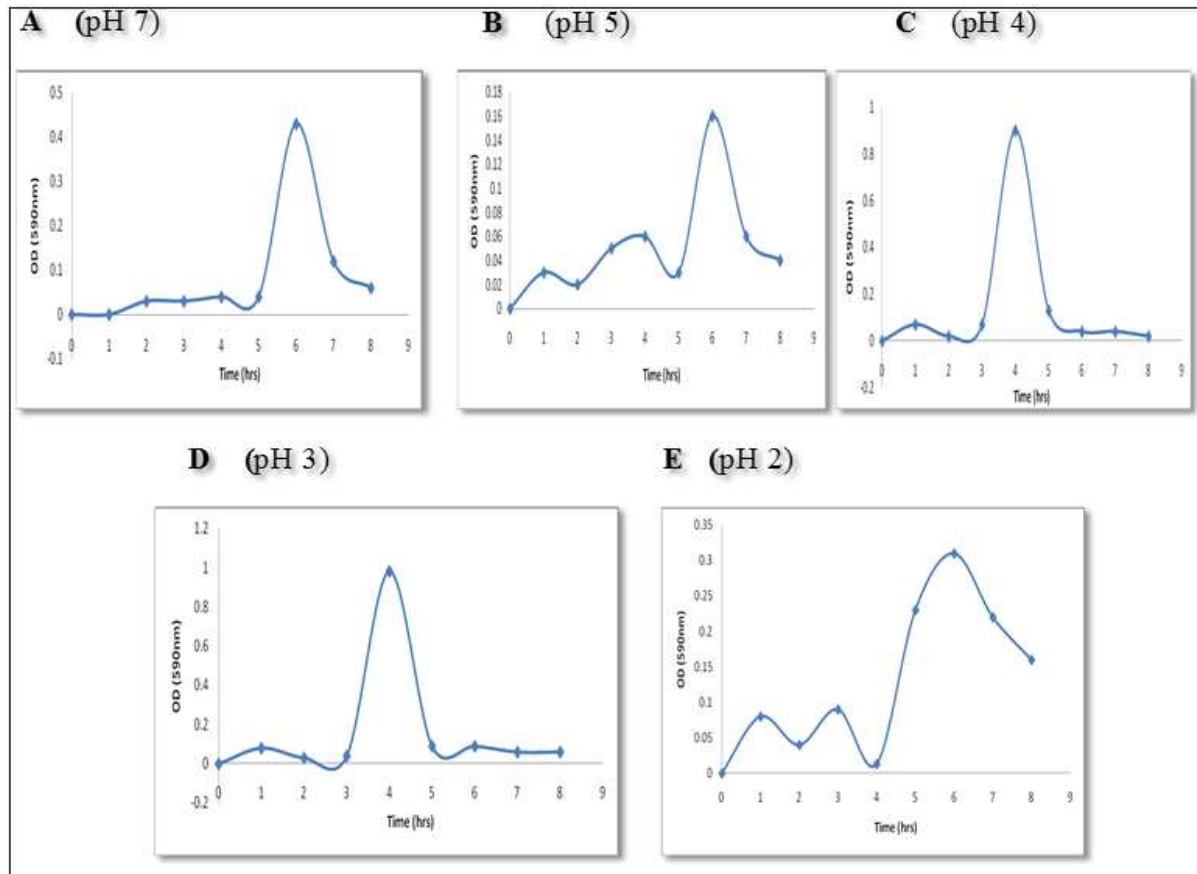 A (pH 7)
B (pH 5)
C (pH 4)
0.5
0.4
0.3
0.2
0.1
0
-0.1
OD (590nm)
0 1 2 3 4 5 6 7 8 9
Time (hrs)
0.18
0.16
0.14
0.12
0.1
0.08
0.06
0.04
0.02
0
OD (590nm)
0 1 2 3 4 5 6 7 8 9
Time (hrs)
1
0.8
0.6
0.4
0.2
0
-0.2
OD (590nm)
0 1 2 3 4 5 6 7 8 9
Time (hrs)
D (pH 3)
E (pH 2)
1.2
1
0.8
0.6
0.4
0.2
0
-0.2
OD (590nm)
0 1 2 3 4 5 6 7 8 9
Time (hrs)
0.35
0.3
0.25
0.2
0.15
0.1
0.05
0
OD (590nm)
0 1 2 3 4 5 6 7 8 9
Time (hrs)